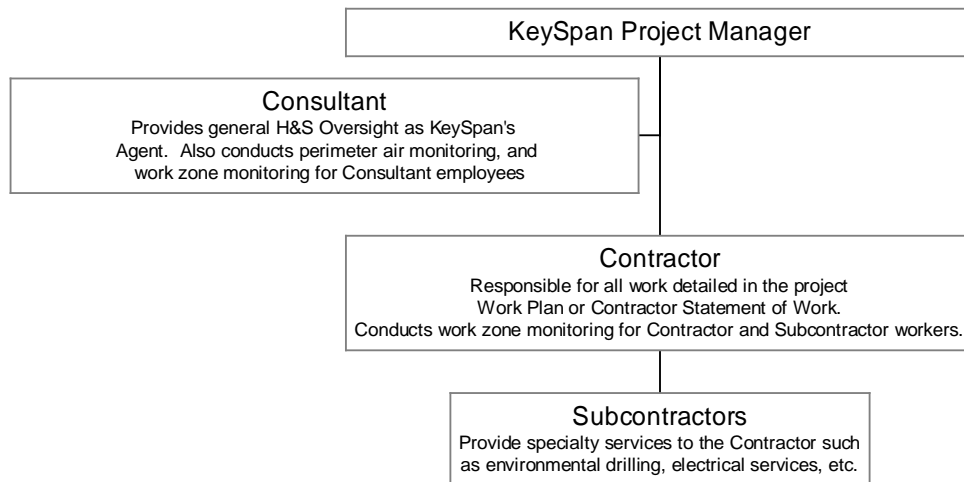 KeySpan Project Manager
Consultant
Provides general H&S Oversight as KeySpan's
Agent. Also conducts perimeter air monitoring, and
work zone monitoring for Consultant employees
Contractor
Responsible for all work detailed in the project
Work Plan or Contractor Statement of Work.
Conducts work zone monitoring for Contractor and Subcontractor workers.
Subcontractors
Provide specialty services to the Contractor such
as environmental drilling, electrical services, etc.